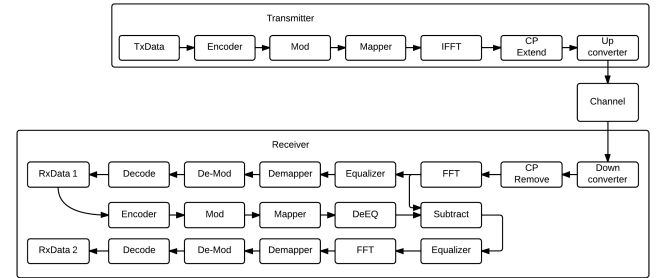 Transmitter
TxData
Encoder
Mod
Mapper
IFFT
CP
Extend
Up
converter
Channel
Receiver
RxData 1
Decode
De-Mod
Demapper
Equalizer
FFT
CP
Remove
Down
converter
Encoder
Mod
Mapper
DeEQ
Subtract
RxData 2
Decode
De-Mod
Demapper
FFT
Equalizer